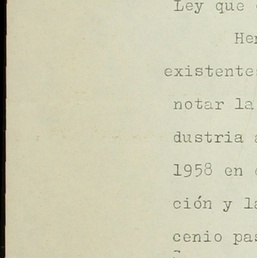 Ley que
Her
existente
notar la
dustria a
1958 en
ción y la
cenio pas